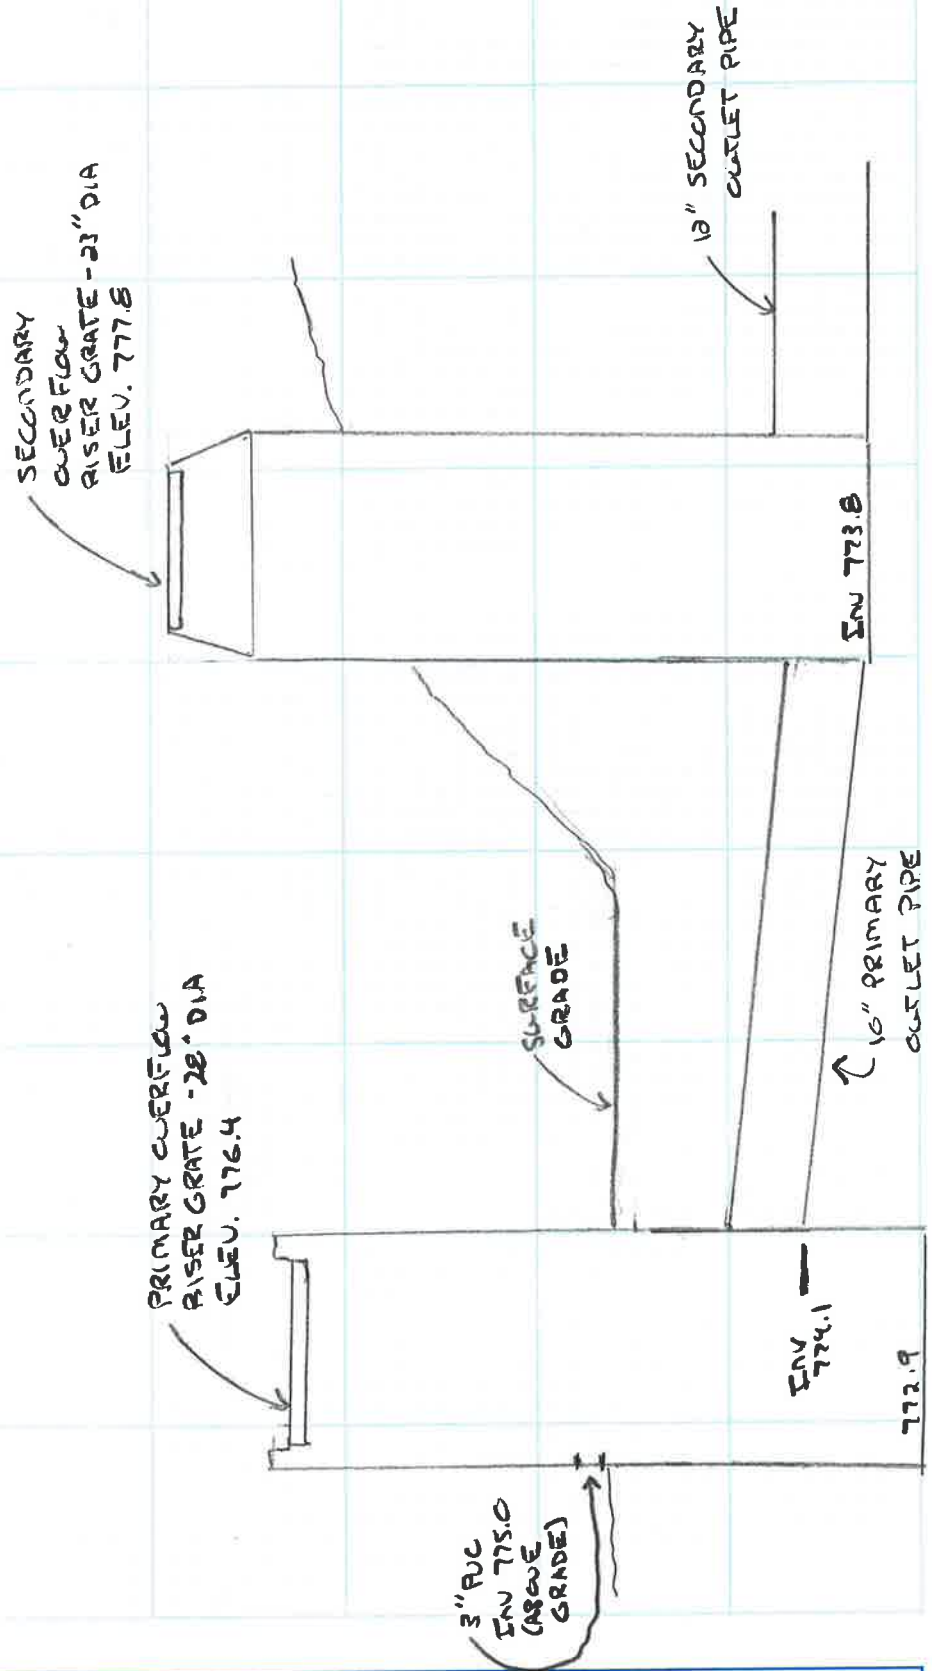 PRIMARY OVERFLOW
RISER GRATE - 28" DIA
ELEV. 776.4
SECONDARY
OVERFLOW
RISER GRATE - 23" DIA
ELEV. 777.8
3" PVC
INV 775.0
(ABOVE
GRADE)
SURFACE
GRADE
INV
774.1
772.9
10" PRIMARY
OUTLET PIPE
INV 773.8
12" SECONDARY
OUTLET PIPE